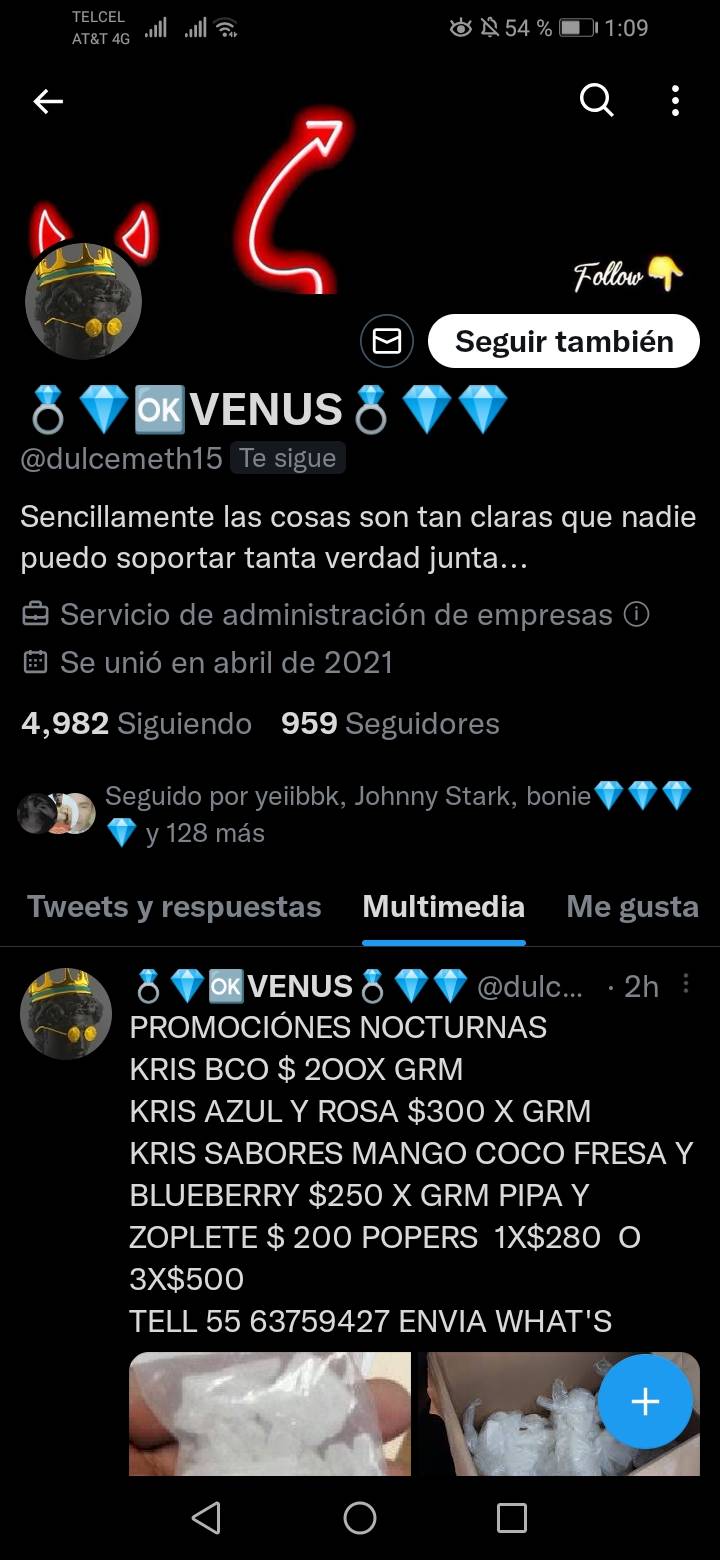 TELCEL
AT&T 4G
54 % 1:09
Follow
Seguir también
OK VENUS
@dulcemeth15 Te sigue
Sencillamente las cosas son tan claras que nadie
puedo soportar tanta verdad junta...
Servicio de administración de empresas
Se unió en abril de 2021
4,982 Siguiendo 959 Seguidores
Seguido por yeiibbk, Johnny Stark, bonie
y 128 más
Tweets y respuestas Multimedia Me gusta
OK VENUS @dulc... · 2h
PROMOCIÓNES NOCTURNAS
KRIS BCO $ 2OOX GRM
KRIS AZUL Y ROSA $300 X GRM
KRIS SABORES MANGO COCO FRESA Y
BLUEBERRY $250 X GRM PIPA Y
ZOPLETE $ 200 POPERS 1X$280 O
3X$500
TELL 55 63759427 ENVIA WHAT'S